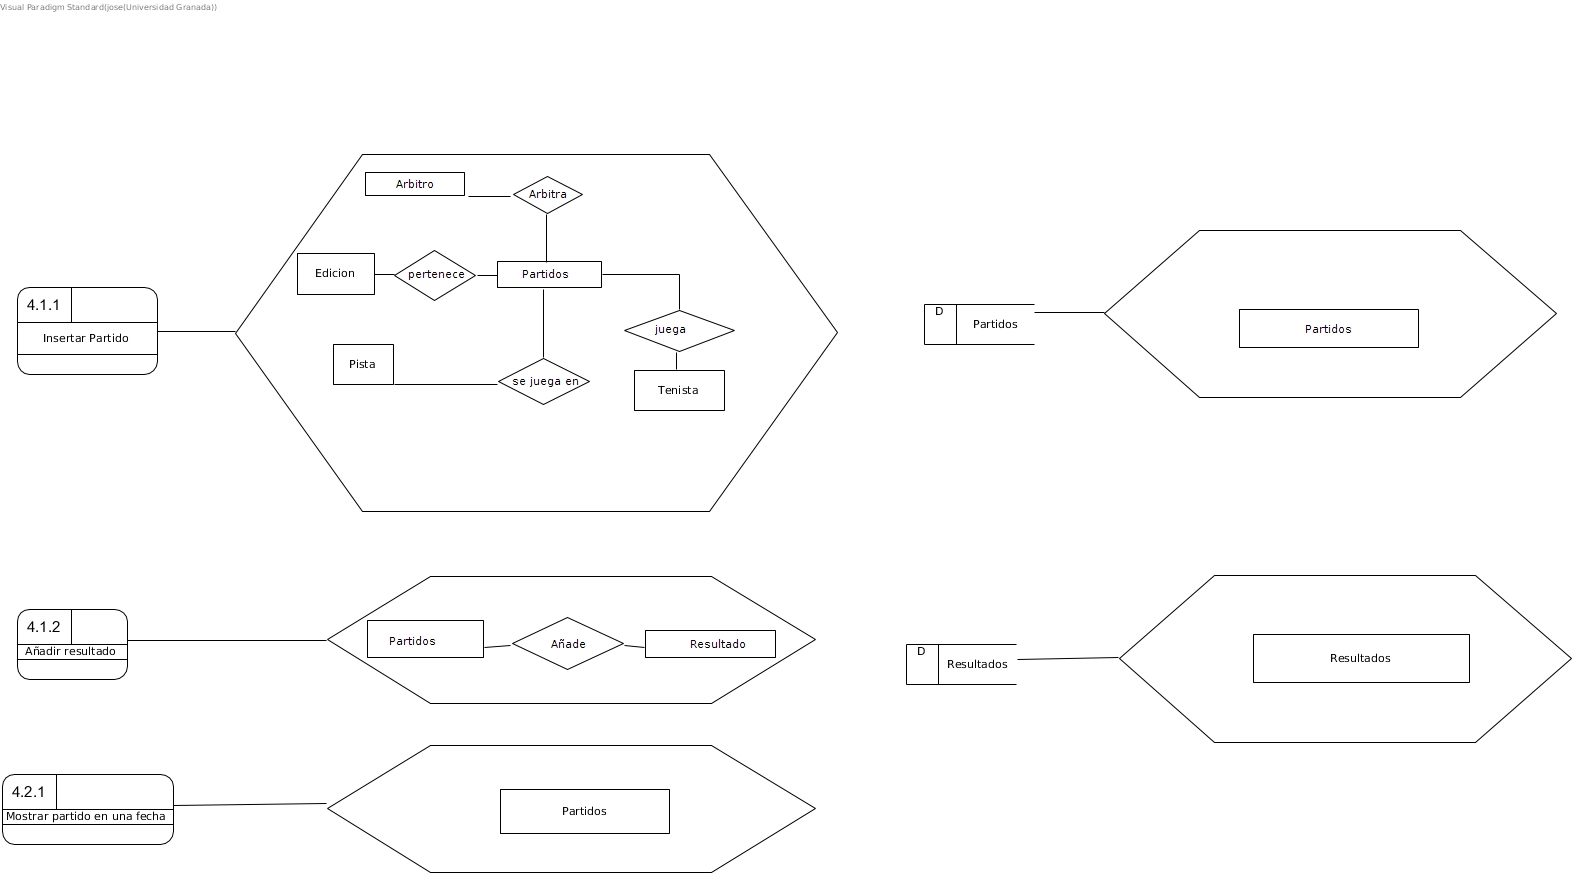 Visual Paradigm Standard(jose(Universidad Granada))
Arbitro
Arbitra
Edicion
pertenece
Partidos
4.1.1
Insertar Partido
juega
Pista
se juega en
Tenista
D
Partidos
Partidos
4.1.2
Añadir resultado
Partidos
Añade
Resultado
D
Resultados
Resultados
4.2.1
Mostrar partido en una fecha
Partidos